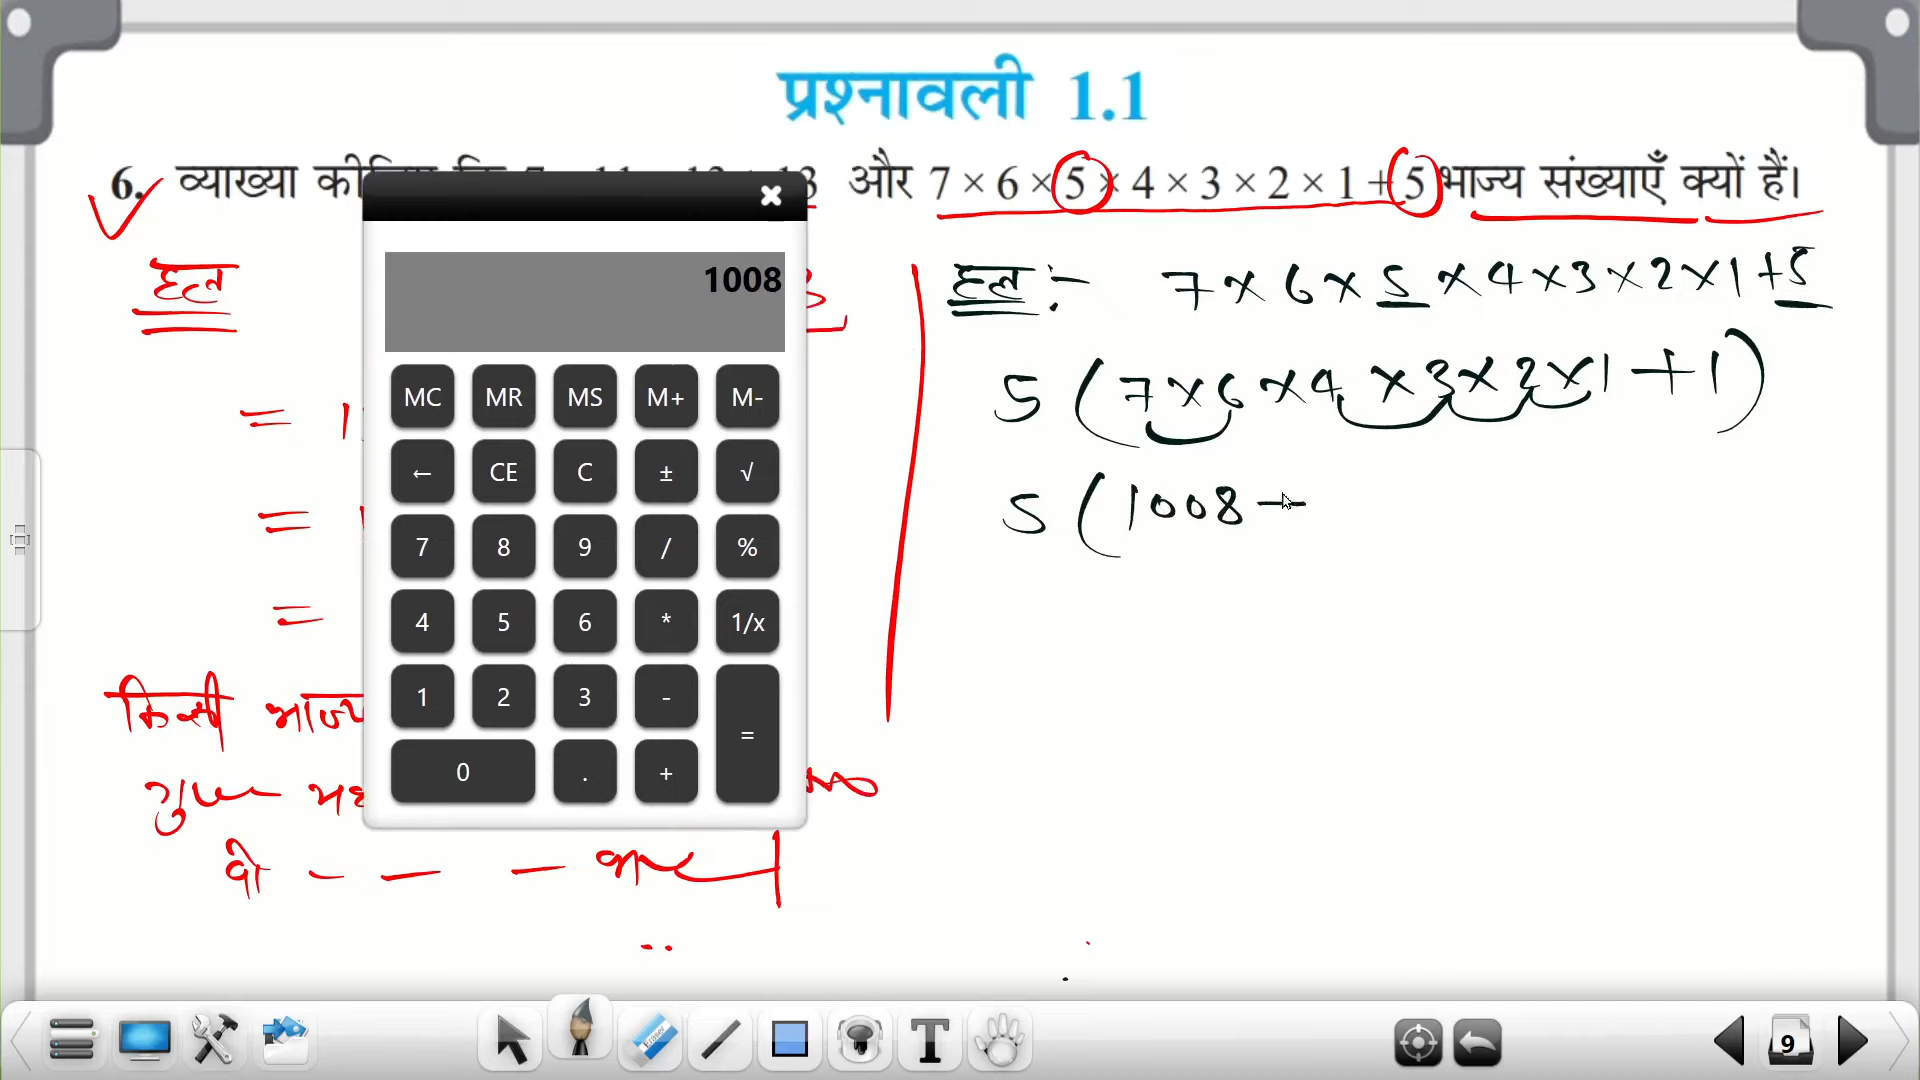 प्रश्नावली 1.1
6. व्याख्या और 7 × 6 × 5 × 4 × 3 × 2 × 1 + 5 भाज्य संख्याएँ क्यों हैं।
हल
= 1
=
=
किसी भाज्य
दो — — —
1008
MC MR MS M+ M-
← CE C ± √
7 8 9 / %
4 5 6 * 1/x
1 2 3 - =
0 . +
हल :- 7 × 6 × 5 × 4 × 3 × 2 × 1 + 5
5 ( 7 × 6 × 4 × 3 × 2 × 1 + 1 )
5 ( 1008 -
Eraser T 9